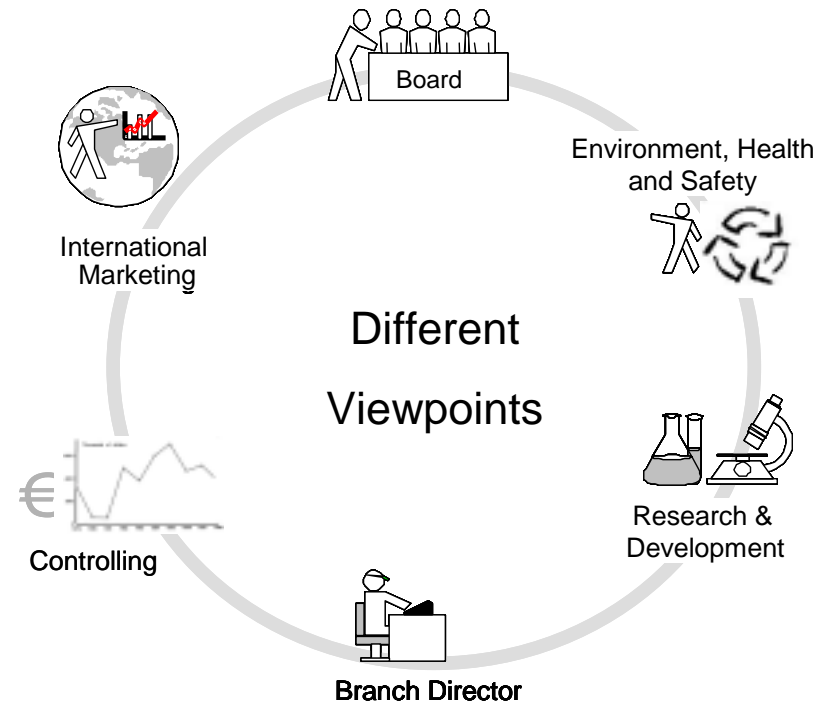 Board
Environment, Health
and Safety
International
Marketing
Different
Viewpoints
€
Controlling
Research &
Development
Branch Director